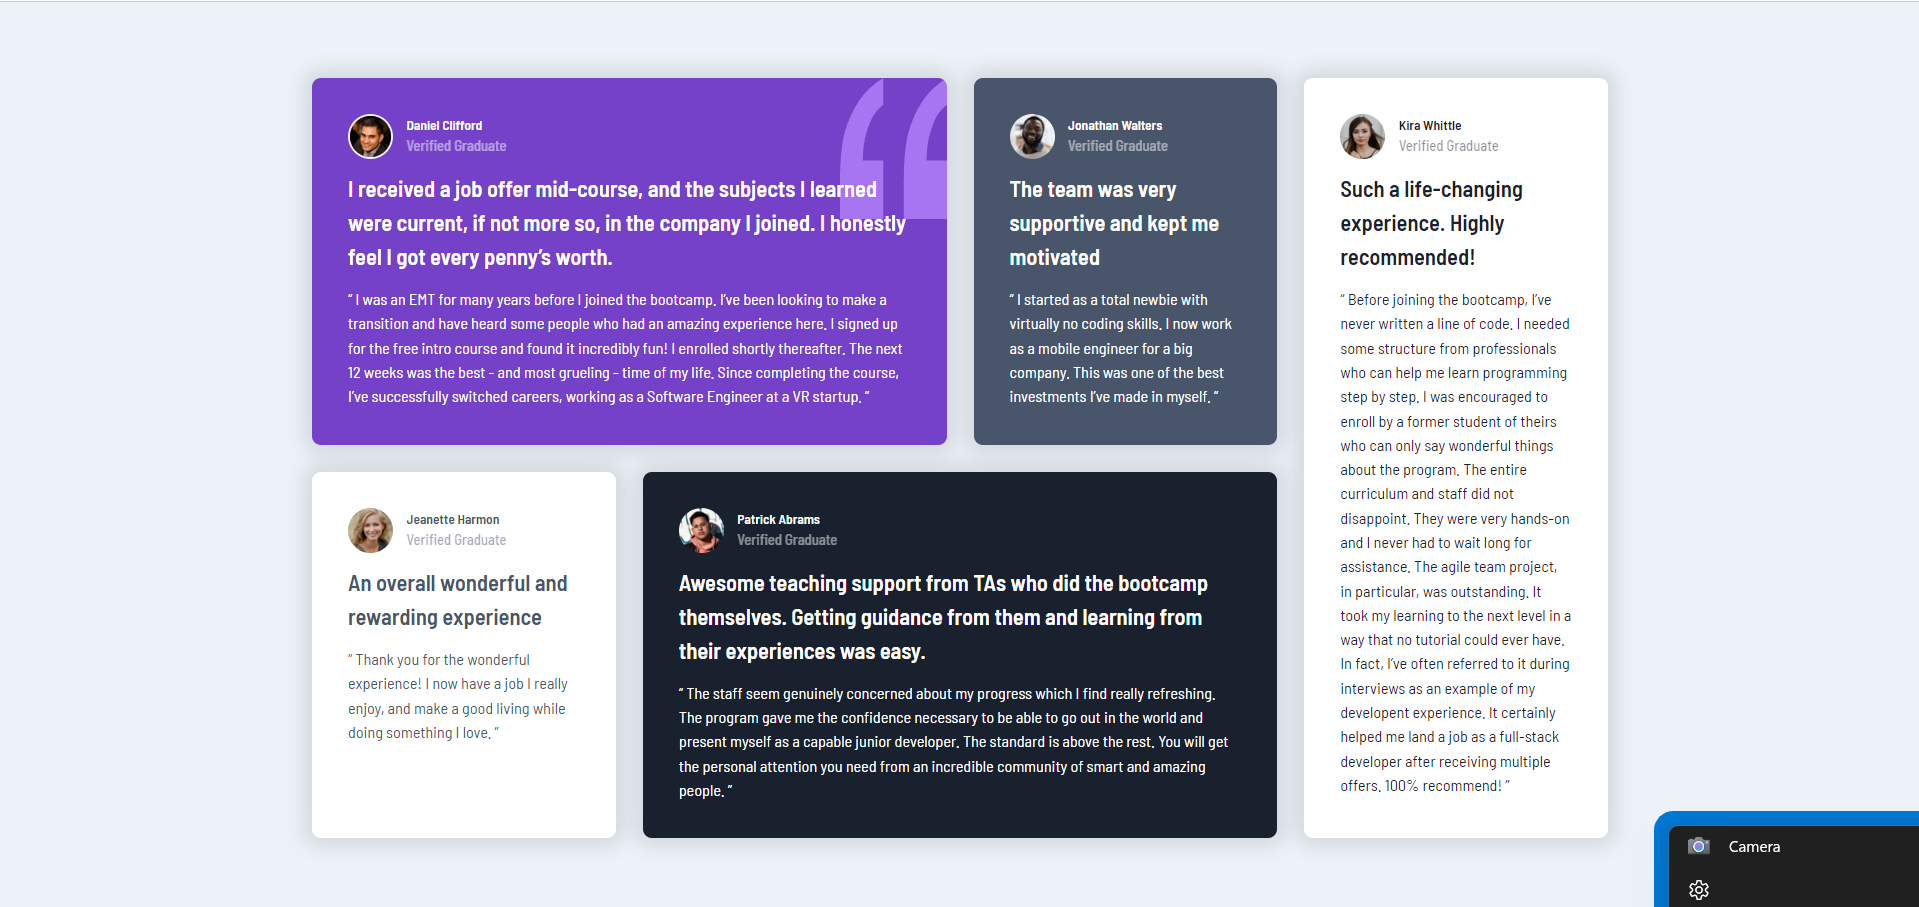 Daniel Clifford
Verified Graduate
I received a job offer mid-course, and the subjects I learned
were current, if not more so, in the company I joined. I honestly
feel I got every penny’s worth.
“ I was an EMT for many years before I joined the bootcamp. I’ve been looking to make a
transition and have heard some people who had an amazing experience here. I signed up
for the free intro course and found it incredibly fun! I enrolled shortly thereafter. The next
12 weeks was the best - and most grueling - time of my life. Since completing the course,
I’ve successfully switched careers, working as a Software Engineer at a VR startup. ”
Jonathan Walters
Verified Graduate
The team was very
supportive and kept me
motivated
“ I started as a total newbie with
virtually no coding skills. I now work
as a mobile engineer for a big
company. This was one of the best
investments I’ve made in myself. ”
Kira Whittle
Verified Graduate
Such a life-changing
experience. Highly
recommended!
“ Before joining the bootcamp, I’ve
never written a line of code. I needed
some structure from professionals
who can help me learn programming
step by step. I was encouraged to
enroll by a former student of theirs
who can only say wonderful things
about the program. The entire
curriculum and staff did not
disappoint. They were very hands-on
and I never had to wait long for
assistance. The agile team project,
in particular, was outstanding. It
took my learning to the next level in a
way that no tutorial could ever have.
In fact, I’ve often referred to it during
interviews as an example of my
developent experience. It certainly
helped me land a job as a full-stack
developer after receiving multiple
offers. 100% recommend! ”
Jeanette Harmon
Verified Graduate
An overall wonderful and
rewarding experience
“ Thank you for the wonderful
experience! I now have a job I really
enjoy, and make a good living while
doing something I love. ”
Patrick Abrams
Verified Graduate
Awesome teaching support from TAs who did the bootcamp
themselves. Getting guidance from them and learning from
their experiences was easy.
“ The staff seem genuinely concerned about my progress which I find really refreshing.
The program gave me the confidence necessary to be able to go out in the world and
present myself as a capable junior developer. The standard is above the rest. You will get
the personal attention you need from an incredible community of smart and amazing
people. ”
Camera